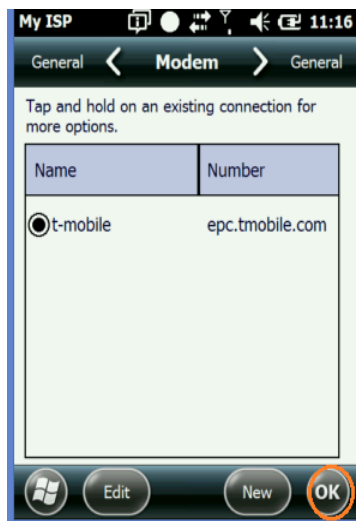 My ISP 11:16
General Modem General
Tap and hold on an existing connection for
more options.
Name Number
t-mobile epc.tmobile.com
Edit New OK